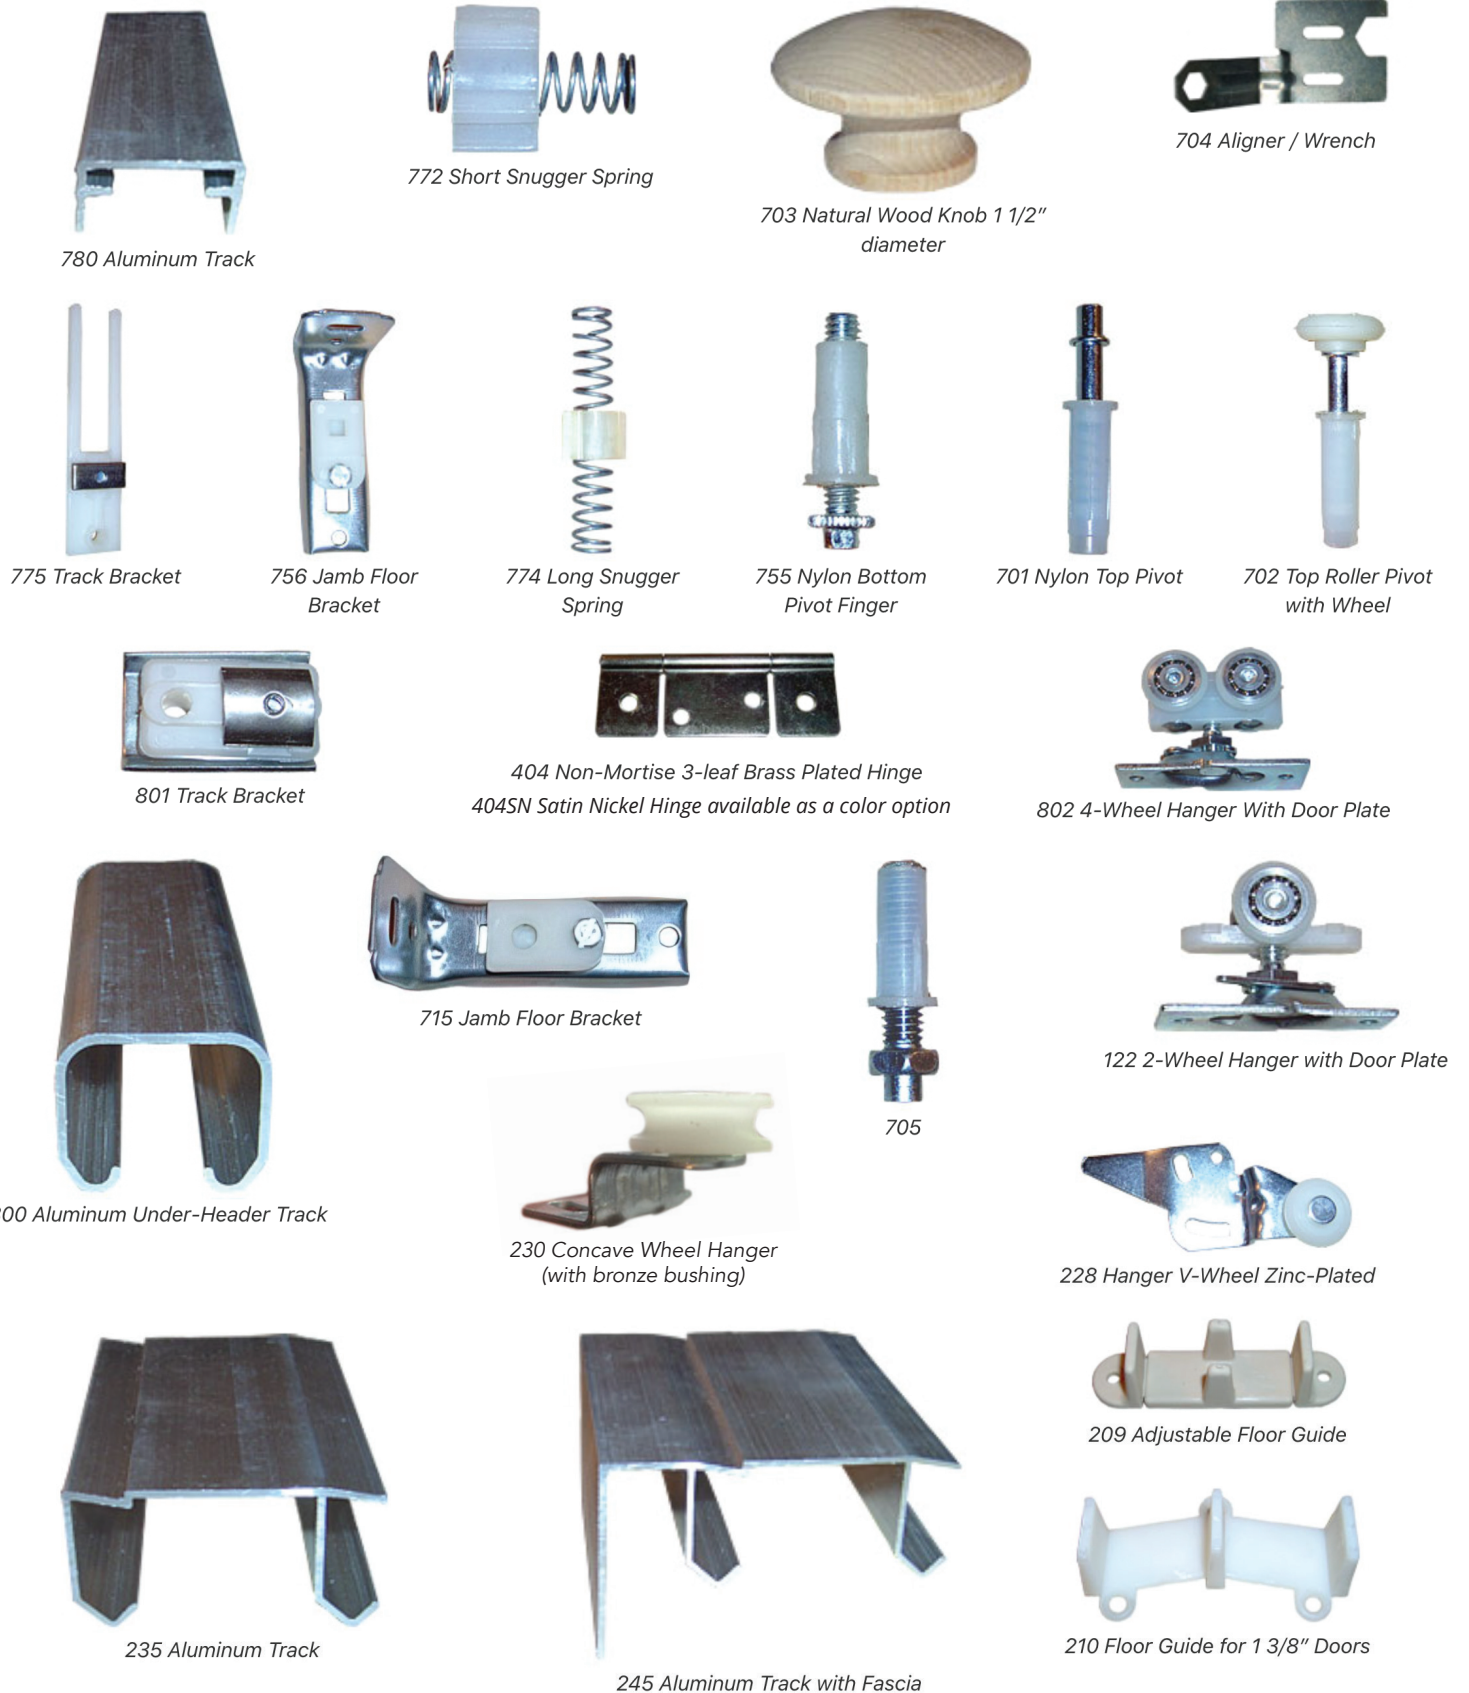 780 Aluminum Track
772 Short Snugger Spring
703 Natural Wood Knob 1 1/2"
diameter
704 Aligner / Wrench
775 Track Bracket
756 Jamb Floor
Bracket
774 Long Snugger
Spring
755 Nylon Bottom
Pivot Finger
701 Nylon Top Pivot
702 Top Roller Pivot
with Wheel
801 Track Bracket
404 Non-Mortise 3-leaf Brass Plated Hinge
404SN Satin Nickel Hinge available as a color option
802 4-Wheel Hanger With Door Plate
00 Aluminum Under-Header Track
715 Jamb Floor Bracket
705
122 2-Wheel Hanger with Door Plate
230 Concave Wheel Hanger
(with bronze bushing)
228 Hanger V-Wheel Zinc-Plated
235 Aluminum Track
245 Aluminum Track with Fascia
209 Adjustable Floor Guide
210 Floor Guide for 1 3/8" Doors